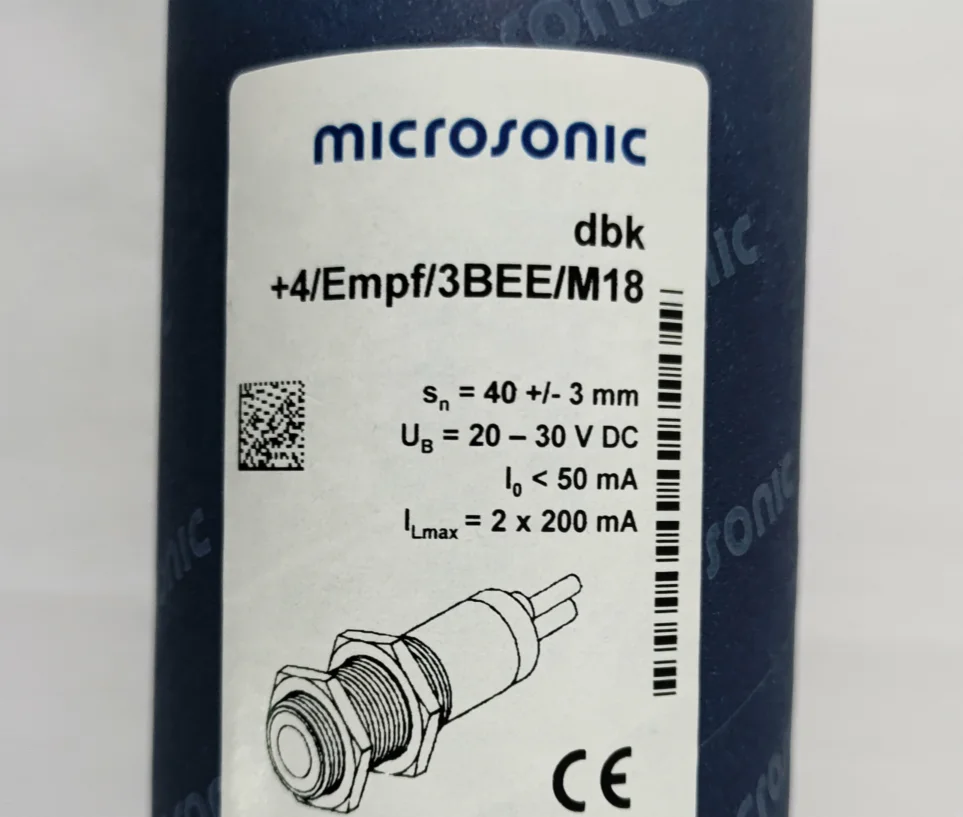 microsonic
dbk
+4/Empf/3BEE/M18
sn = 40 +/- 3 mm
UB = 20 – 30 V DC
I0 < 50 mA
ILmax = 2 x 200 mA
CE